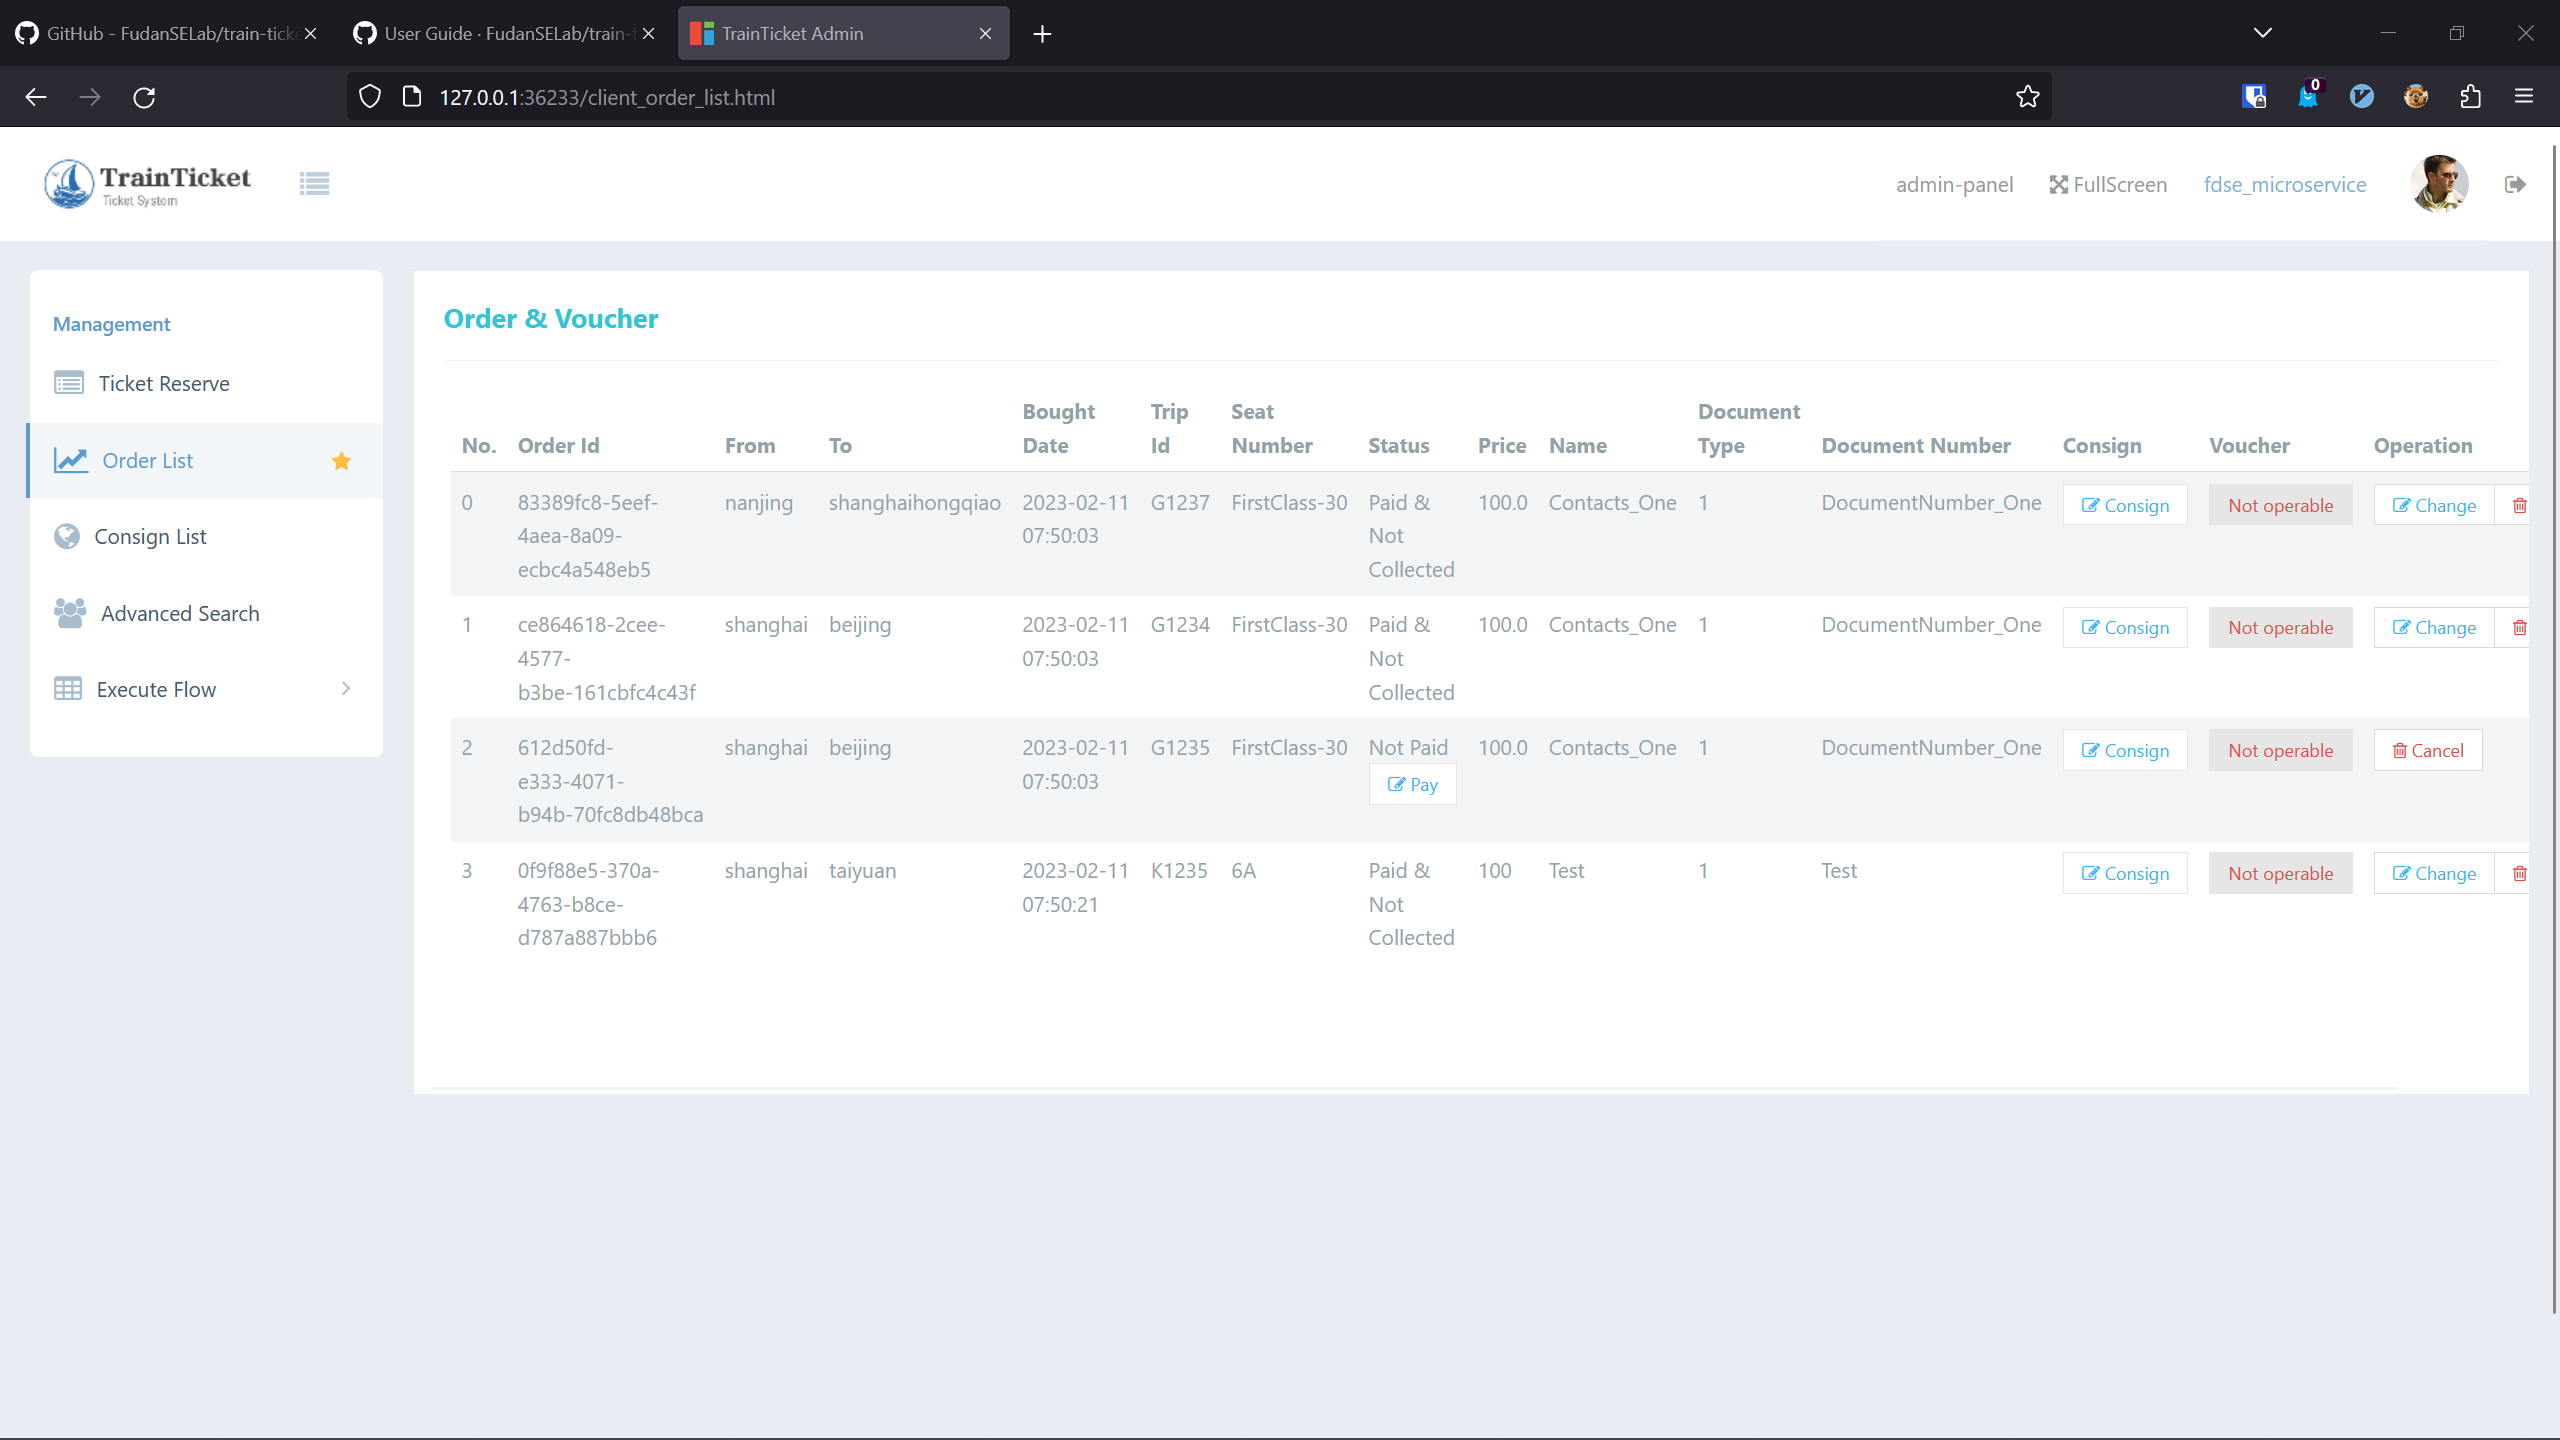 GitHub - FudanSELab/train-ticke
User Guide · FudanSELab/train-t
TrainTicket Admin
127.0.0.1:36233/client_order_list.html
0
TrainTicket
Ticket System
admin-panel
FullScreen
fdse_microservice
Management
Ticket Reserve
Order List
Consign List
Advanced Search
Execute Flow
Order & Voucher
No. Order Id From To Bought Date Trip Id Seat Number Status Price Name Document Type Document Number Consign Voucher Operation
0 83389fc8-5eef- nanjing shanghaihongqiao 2023-02-11 G1237 FirstClass-30 Paid & 100.0 Contacts_One 1 DocumentNumber_One Consign Not operable Change
4aea-8a09- 07:50:03 Not
ecbc4a548eb5 Collected
1 ce864618-2cee- shanghai beijing 2023-02-11 G1234 FirstClass-30 Paid & 100.0 Contacts_One 1 DocumentNumber_One Consign Not operable Change
4577- 07:50:03 Not
b3be-161cbfc4c43f Collected
2 612d50fd- shanghai beijing 2023-02-11 G1235 FirstClass-30 Not Paid 100.0 Contacts_One 1 DocumentNumber_One Consign Not operable Cancel
e333-4071- 07:50:03 Pay
b94b-70fc8db48bca
3 0f9f88e5-370a- shanghai taiyuan 2023-02-11 K1235 6A Paid & 100 Test 1 Test Consign Not operable Change
4763-b8ce- 07:50:21 Not
d787a887bbb6 Collected